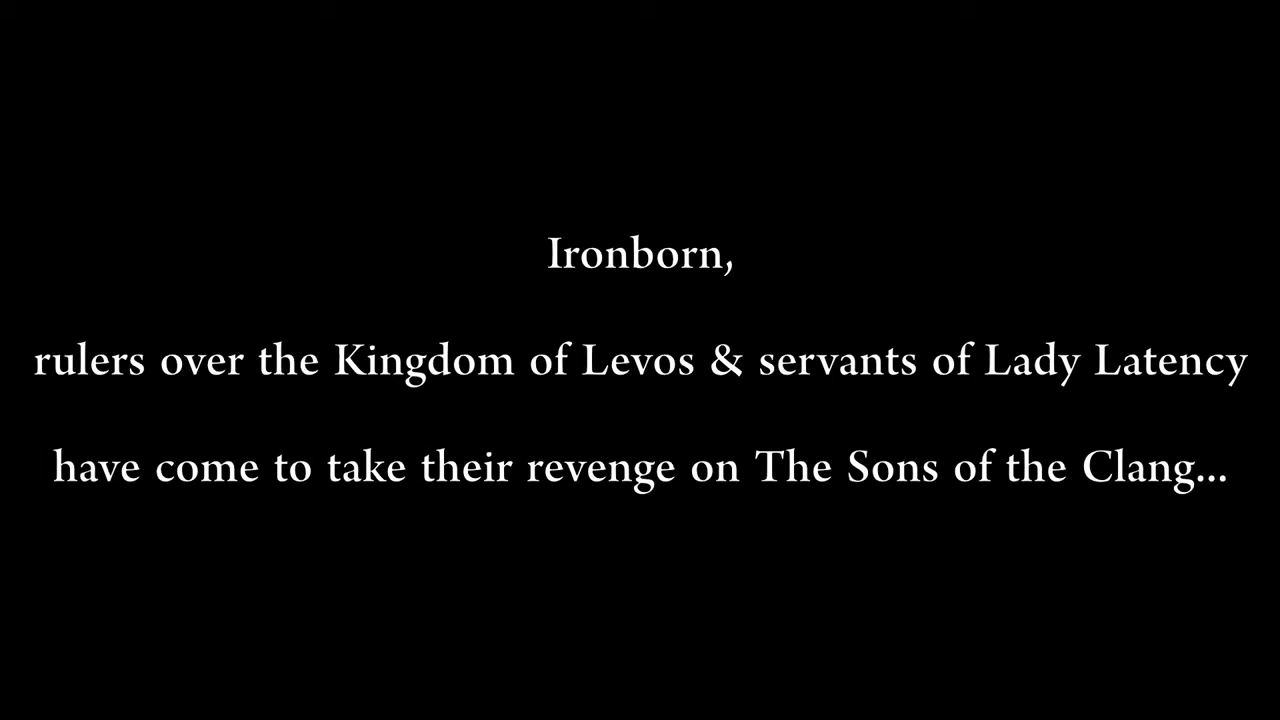 Ironborn,
rulers over the Kingdom of Levos & servants of Lady Latency
have come to take their revenge on The Sons of the Clang...